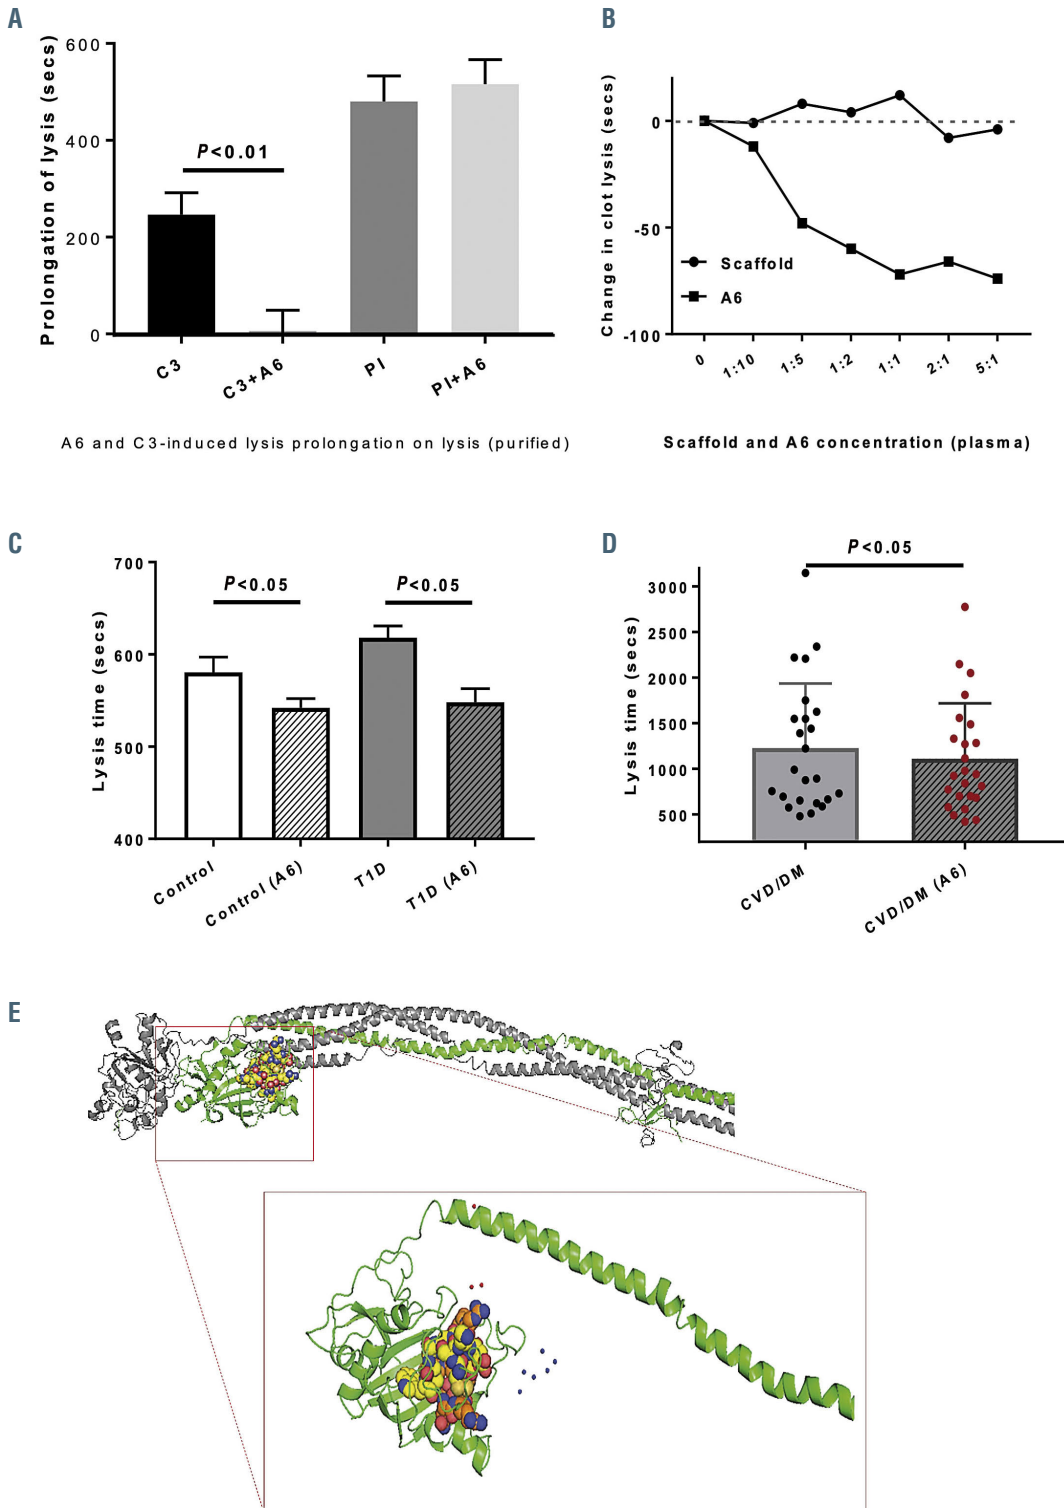 A
Prolongation of lysis (secs)
600
400
200
0
P<0.01
C3
C3+A6
PI
PI+A6
A6 and C3-induced lysis prolongation on lysis (purified)
B
Change in clot lysis (secs)
0
-50
-100
Scaffold
A6
0
1:10
1:5
1:2
1:1
2:1
5:1
Scaffold and A6 concentration (plasma)
C
Lysis time (secs)
700
600
500
400
P<0.05
P<0.05
Control
Control (A6)
T1D
T1D (A6)
D
P<0.05
Lysis time (secs)
3000
2500
2000
1500
1000
500
CVD/DM
CVD/DM (A6)
E